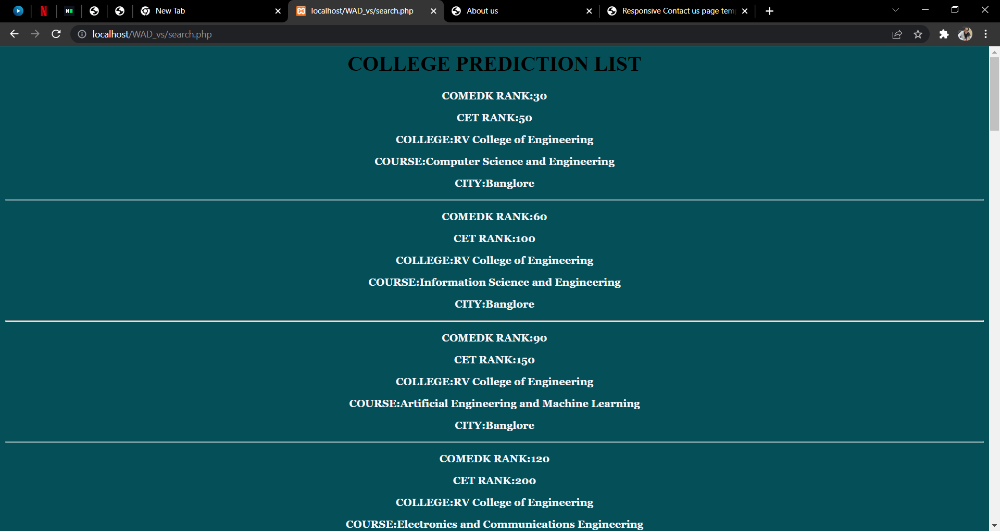 New Tab
localhost/WAD_vs/search.php
About us
Responsive Contact us page tem
localhost/WAD_vs/search.php
COLLEGE PREDICTION LIST
COMEDK RANK:30
CET RANK:50
COLLEGE:RV College of Engineering
COURSE:Computer Science and Engineering
CITY:Banglore
COMEDK RANK:60
CET RANK:100
COLLEGE:RV College of Engineering
COURSE:Information Science and Engineering
CITY:Banglore
COMEDK RANK:90
CET RANK:150
COLLEGE:RV College of Engineering
COURSE:Artificial Engineering and Machine Learning
CITY:Banglore
COMEDK RANK:120
CET RANK:200
COLLEGE:RV College of Engineering
COURSE:Electronics and Communications Engineering